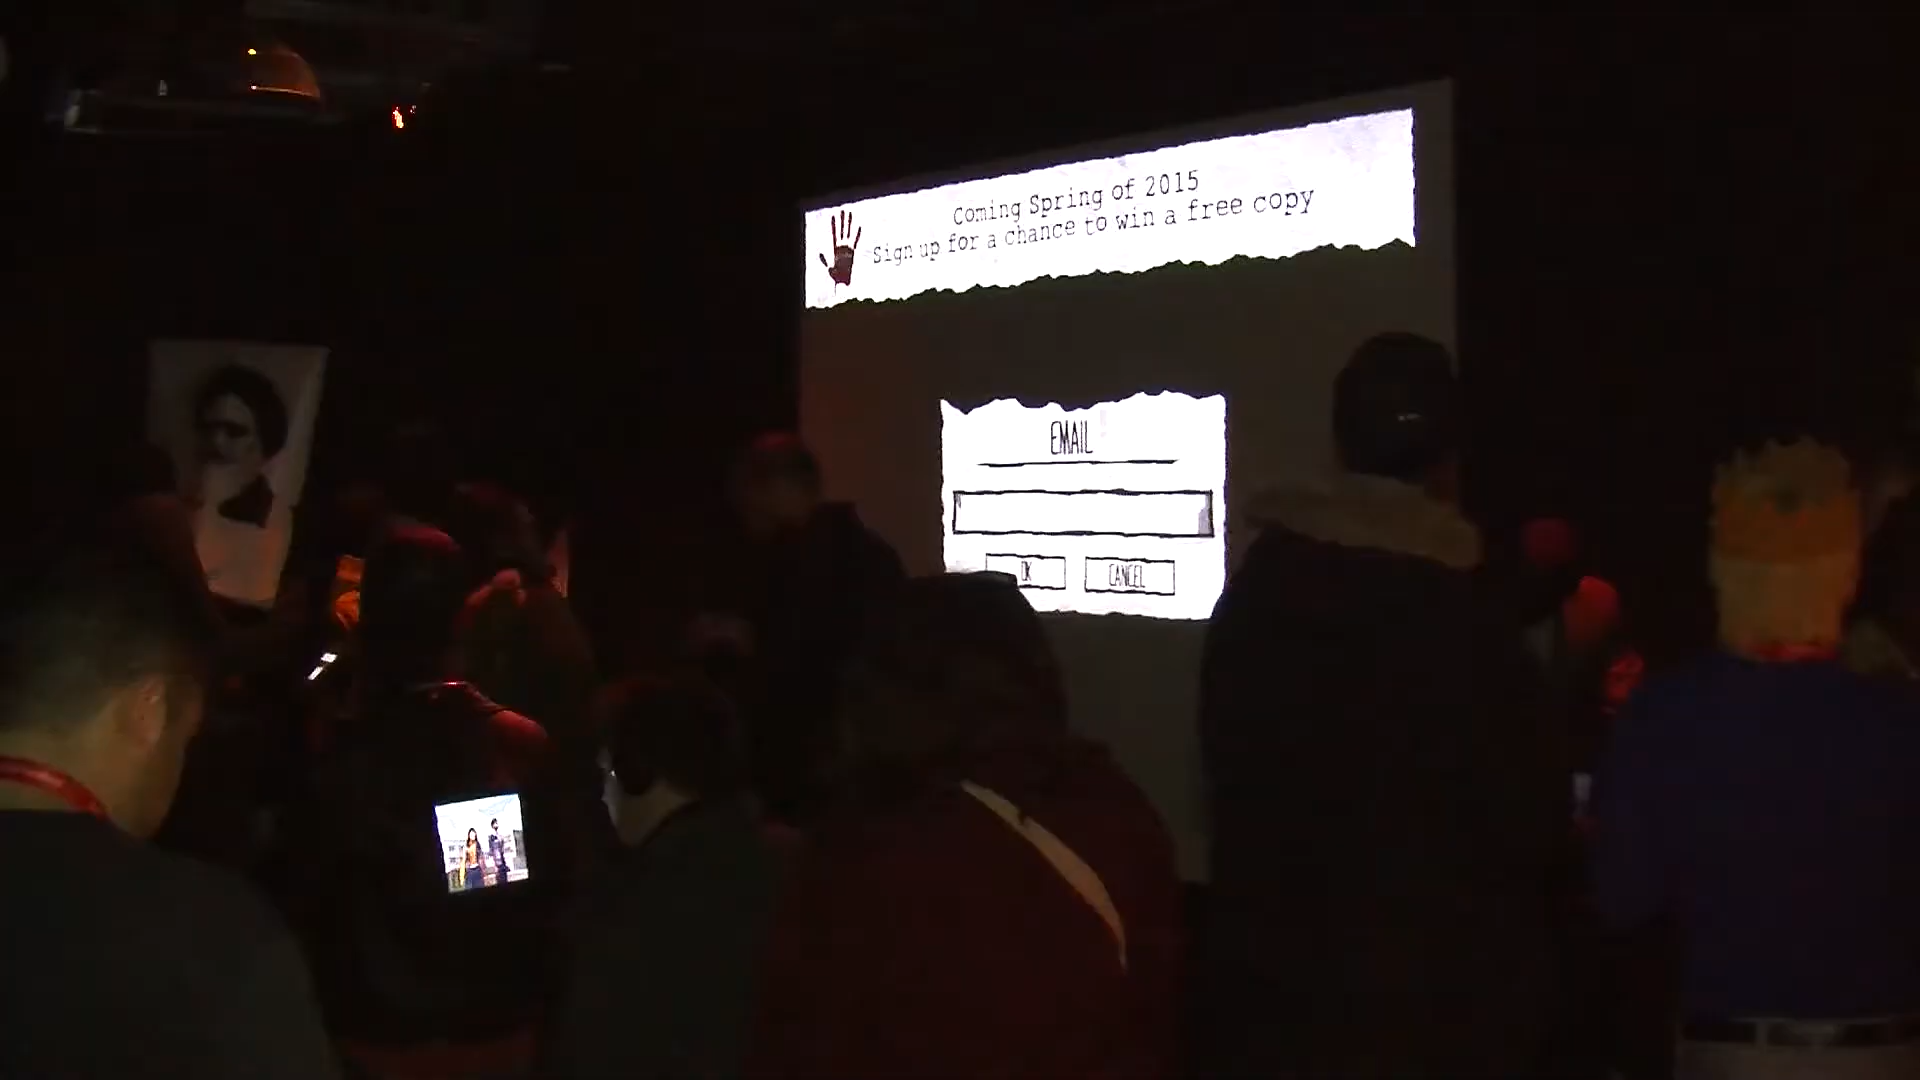 Coming Spring of 2015
Sign up for a chance to win a free copy
EMAIL
OK
CANCEL